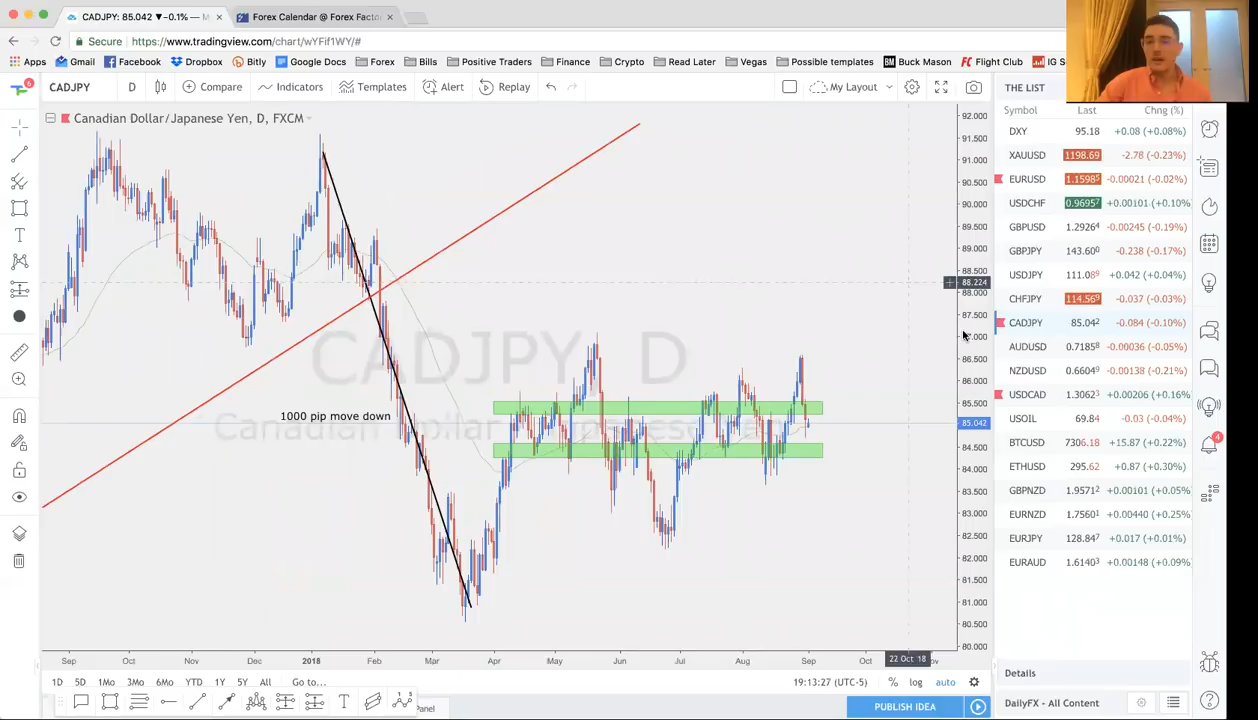 CADJPY: 85.042 ▼−0.1% — M
Forex Calendar @ Forex Facto
Secure
https://www.tradingview.com/chart/wYFif1WY/#
Apps
Gmail
Facebook
Dropbox
Bitly
Google Docs
Forex
Bills
Positive Traders
Finance
Crypto
Read Later
Vegas
Possible templates
Buck Mason
Flight Club
IG S
6
CADJPY
D
Compare
Indicators
Templates
Alert
Replay
My Layout
THE LIST
Canadian Dollar/Japanese Yen, D, FXCM
CADJPY, D
Canadian Dollar
1000 pip move down
92.000
91.500
91.000
90.500
90.000
89.500
89.000
88.500
88.224
88.000
87.500
87.000
86.500
86.000
85.500
85.042
84.500
84.000
83.500
83.000
82.500
82.000
81.500
81.000
80.500
80.000
Sep
Oct
Nov
Dec
2018
Feb
Mar
Apr
May
Jun
Jul
Aug
Sep
Oct
22 Oct 18
Symbol Last Chng (%)
DXY 95.18 +0.08 (+0.08%)
XAUUSD 1198.69 -2.78 (-0.23%)
EURUSD 1.15985 -0.00021 (-0.02%)
USDCHF 0.96957 +0.00101 (+0.10%
GBPUSD 1.29264 -0.00245 (-0.19%)
GBPJPY 143.600 -0.238 (-0.17%)
USDJPY 111.089 +0.042 (+0.04%)
CHFJPY 114.569 -0.037 (-0.03%)
CADJPY 85.042 -0.084 (-0.10%)
AUDUSD 0.71858 -0.00036 (-0.05%)
NZDUSD 0.66049 -0.00138 (-0.21%)
USDCAD 1.30623 +0.00206 (+0.16%
USOIL 69.84 -0.03 (-0.04%)
BTCUSD 7306.18 +15.87 (+0.22%)
ETHUSD 295.62 +0.87 (+0.30%)
GBPNZD 1.95712 +0.00101 (+0.05%
EURNZD 1.75601 +0.00440 (+0.25%
EURJPY 128.847 +0.017 (+0.01%)
EURAUD 1.61403 +0.00148 (+0.09%
4
1D
5D
1Mo
3Mo
6Mo
YTD
1Y
5Y
All
Go to...
19:13:27 (UTC-5)
%
log
auto
Details
PUBLISH IDEA
DailyFX - All Content